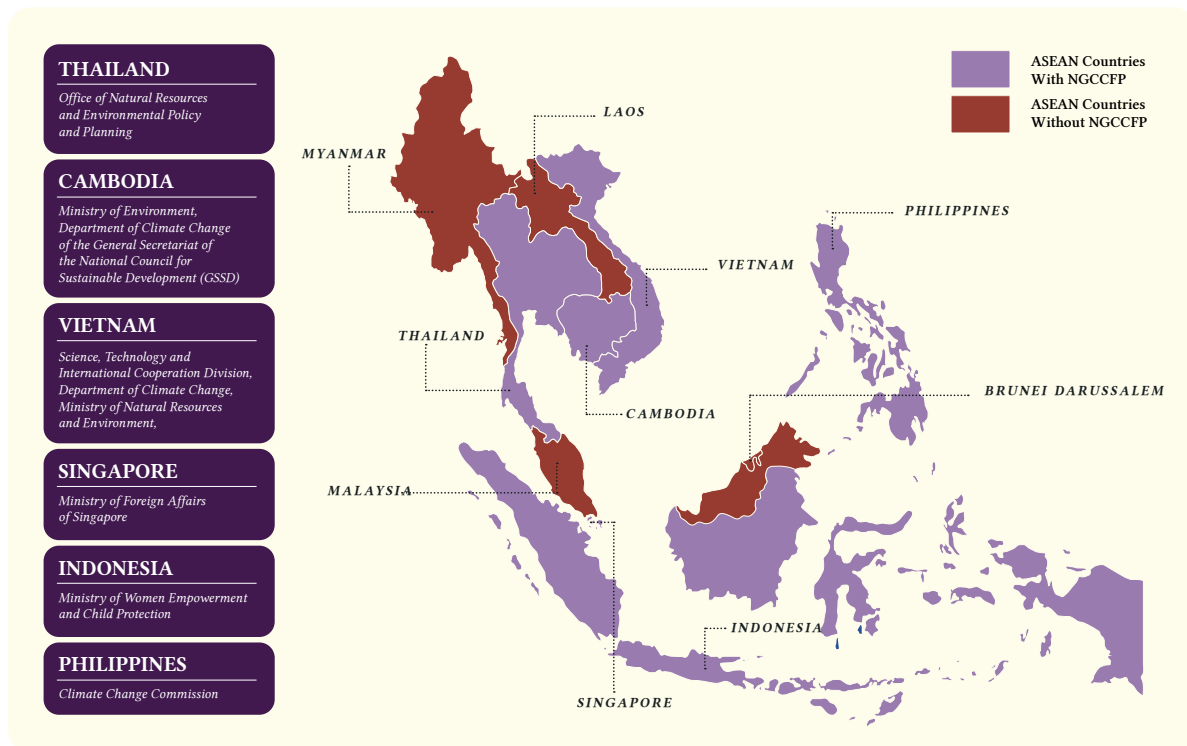 THAILAND
Office of Natural Resources
and Environmental Policy
and Planning
CAMBODIA
Ministry of Environment,
Department of Climate Change
of the General Secretariat of
the National Council for
Sustainable Development (GSSD)
VIETNAM
Science, Technology and
International Cooperation Division,
Department of Climate Change,
Ministry of Natural Resources
and Environment,
SINGAPORE
Ministry of Foreign Affairs
of Singapore
INDONESIA
Ministry of Women Empowerment
and Child Protection
PHILIPPINES
Climate Change Commission
ASEAN Countries
With NGCCFP
ASEAN Countries
Without NGCCFP
LAOS
MYANMAR
PHILIPPINES
VIETNAM
THAILAND
BRUNEI DARUSSALEM
CAMBODIA
MALAYSIA
INDONESIA
SINGAPORE